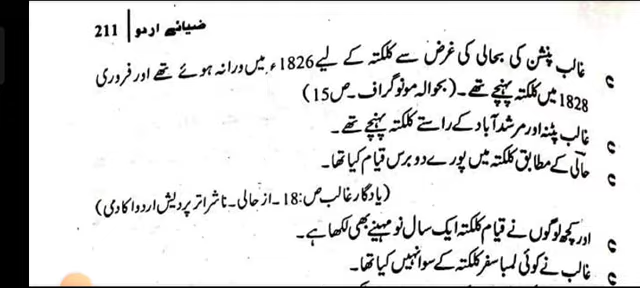 ضیائے اردو | 211
غالب پنشن کی بحالی کی غرض سے کلکتہ کے لیے 1826ء میں روانہ ہوئے تھے اور فروری
1828 میں کلکتہ پہنچے تھے۔ (بحوالہ مونوگراف۔ص15)
غالب پٹنہ اور مرشدآباد کے راستے کلکتہ پہنچے تھے۔
حالی کے مطابق کلکتہ میں پورے دو برس قیام کیا تھا۔
(یادگار غالب ص:18۔ از حالی۔ ناشر اتر پردیش اردو اکادمی)
اور کچھ لوگوں نے قیام کلکتہ ایک سال نو مہینے بھی لکھا ہے۔
غالب نے کوئی لمبا سفر کلکتہ کے سوا نہیں کیا تھا۔